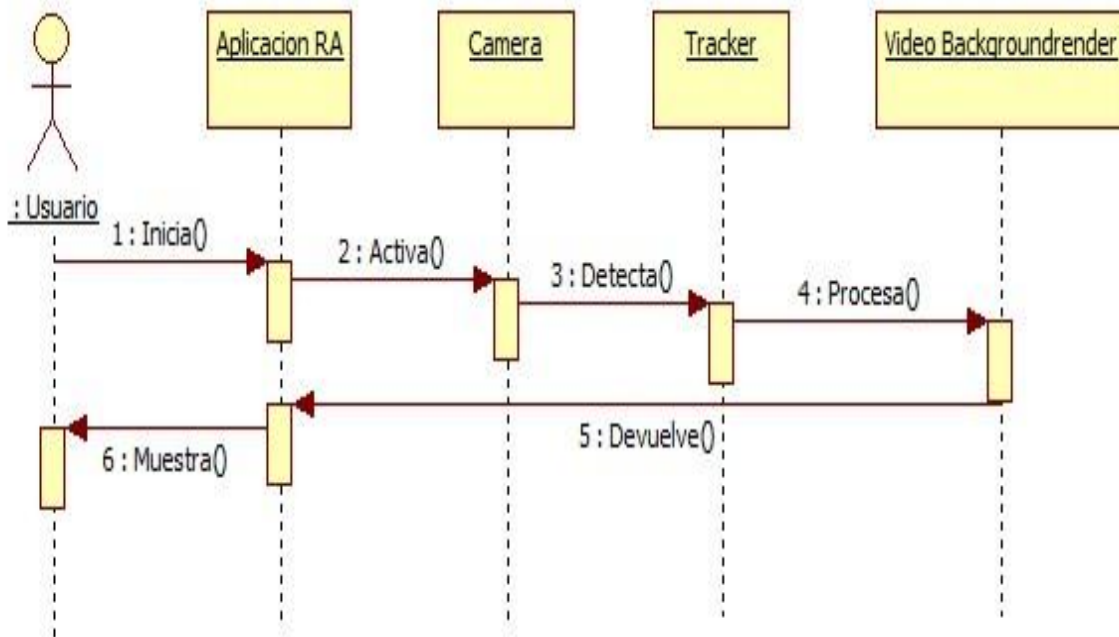 Aplicacion RA
Camera
Tracker
Video Backgroundrender
: Usuario
1 : Inicia()
2 : Activa()
3 : Detecta()
4 : Procesa()
5 : Devuelve()
6 : Muestra()